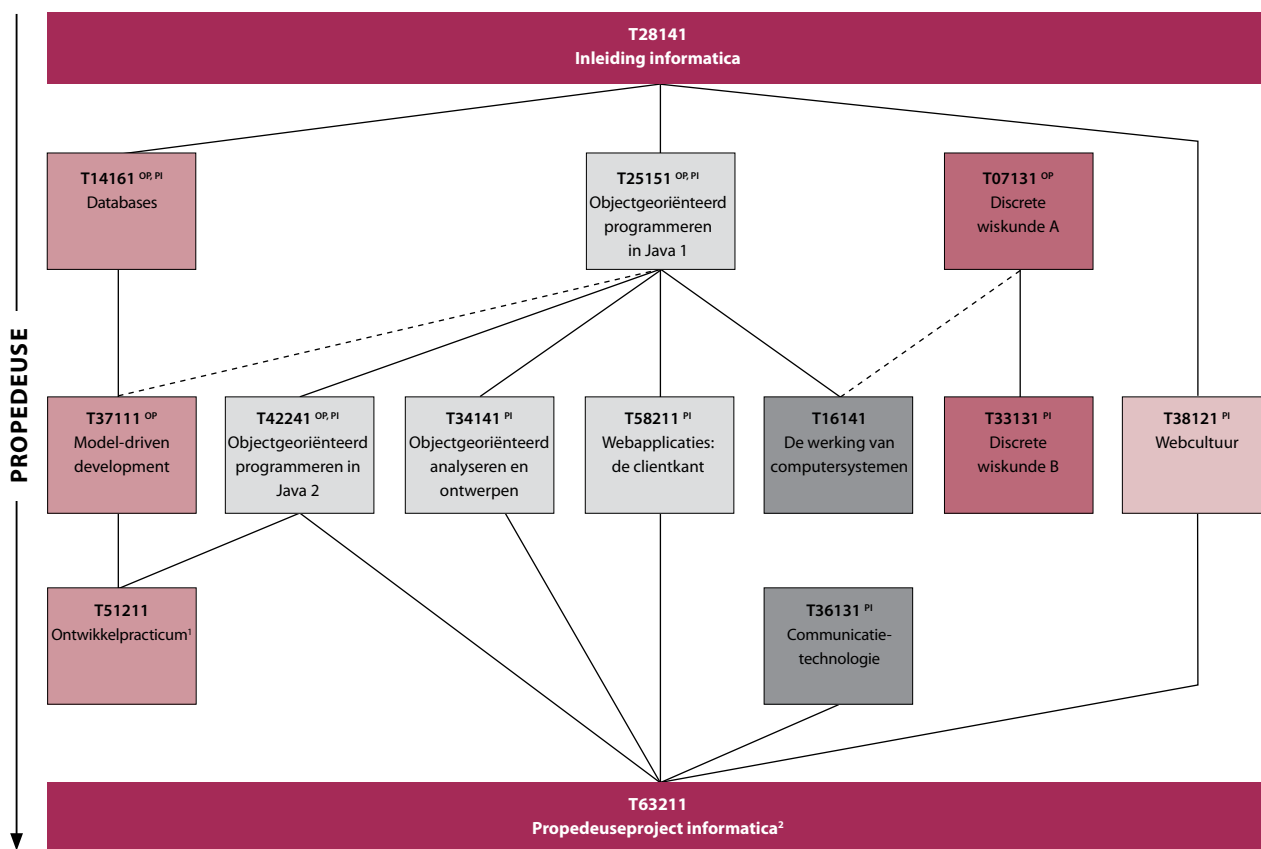 PROPEDEUSE
T28141
Inleiding informatica
T14161 OP, PI
Databases
T25151 OP, PI
Objectgeoriënteerd
programmeren
in Java 1
T07131 OP
Discrete
wiskunde A
T37111 OP
Model-driven
development
T42241 OP, PI
Objectgeoriënteerd
programmeren in
Java 2
T34141 PI
Objectgeoriënteerd
analyseren en
ontwerpen
T58211 PI
Webapplicaties:
de clientkant
T16141
De werking van
computersystemen
T33131 PI
Discrete
wiskunde B
T38121 PI
Webcultuur
T51211
Ontwikkelpracticum1
T36131 PI
Communicatie-
technologie
T63211
Propedeuseproject informatica2